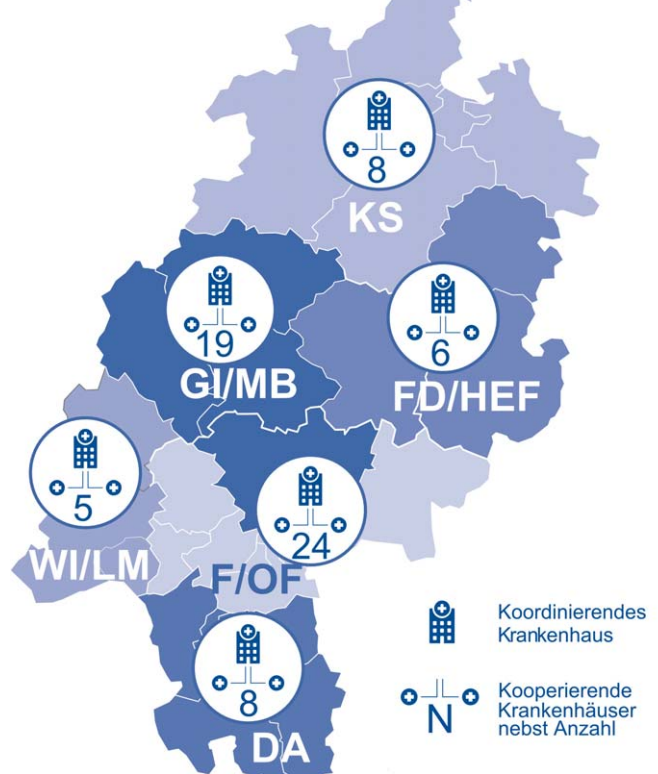 8
KS
19
GI/MB
6
FD/HEF
5
WI/LM
24
F/OF
8
DA
Koordinierendes
Krankenhaus
N
Kooperierende
Krankenhäuser
nebst Anzahl